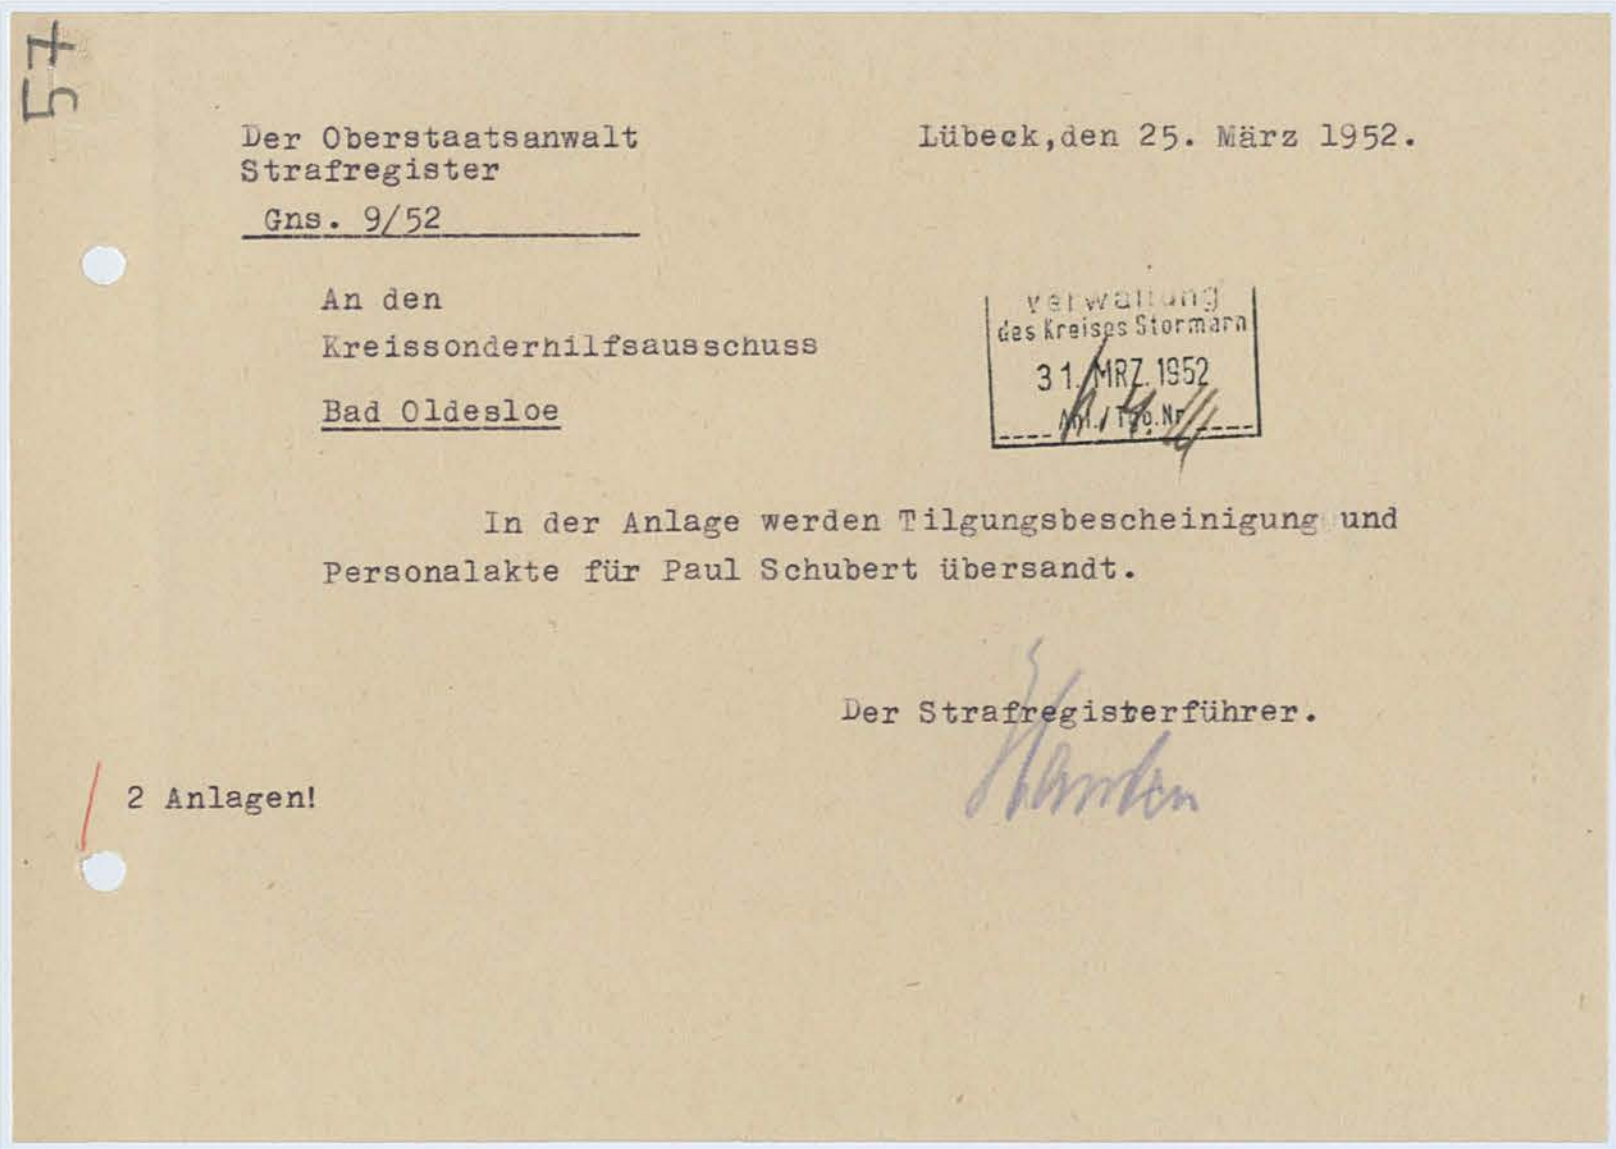 57
Der Oberstaatsanwalt
Strafregister
Gns. 9/52
Lübeck,den 25. März 1952.
An den
Kreissonderhilfsausschuss
Bad Oldesloe
Verwaltung
des Kreises Stormarn
31. MRZ. 1952
In der Anlage werden Tilgungsbescheinigung und
Personalakte für Paul Schubert übersandt.
Der Strafregisterführer.
2 Anlagen!